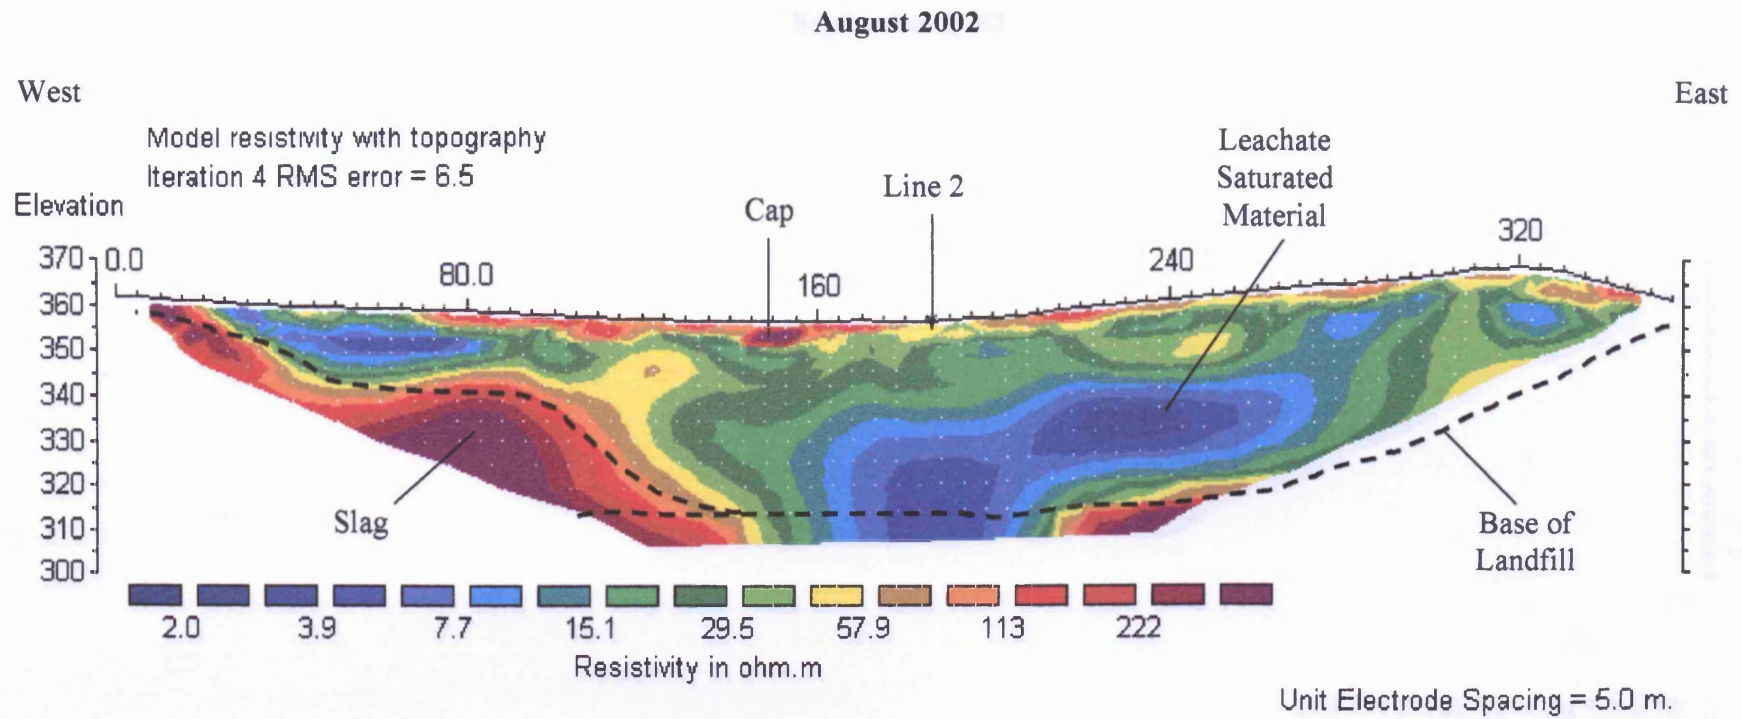 August 2002
West
East
Model resistivity with topography
Iteration 4 RMS error = 6.5
Leachate
Saturated
Material
Line 2
Cap
Elevation
370
0.0
80.0
160
240
320
360
350
340
330
320
310
300
Slag
Base of
Landfill
2.0 3.9 7.7 15.1 29.5 57.9 113 222
Resistivity in ohm.m
Unit Electrode Spacing = 5.0 m.